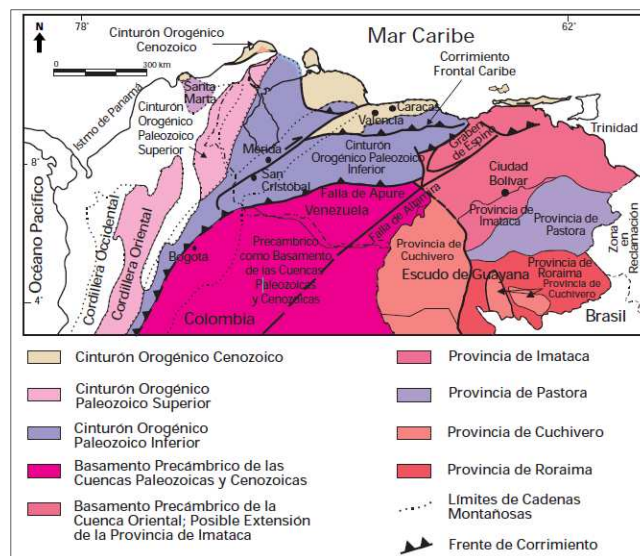 78°
62°
N
Cinturón Orogénico
Cenozoico
Mar Caribe
0
300 km
Corrimiento
Frontal Caribe
Istmo de Panamá
Santa
Marta
Cinturón
Orogénico
Paleozoico
Superior
Caracas
Valencia
Trinidad
Graben
de Espino
Mérida
Cinturón
Orogénico Paleozoico
Inferior
8°
San
Cristóbal
Ciudad
Bolívar
Falla de Apure
Venezuela
Falla de Altamira
Provincia de
Imataca
Provincia de
Pastora
Zona
en
Reclamación
Océano Pacífico
Cordillera Occidental
Cordillera Oriental
Bogotá
Precámbrico
como Basamento
de las Cuencas
Paleozoicas
y Cenozoicas
Provincia de
Cuchivero
Escudo de Guayana
Provincia de
Roraima
Provincia de
Cuchivero
4°
Colombia
Brasil
Cinturón Orogénico Cenozoico
Cinturón Orogénico
Paleozoico Superior
Cinturón Orogénico
Paleozoico Inferior
Basamento Precámbrico de las
Cuencas Paleozoicas y Cenozoicas
Basamento Precámbrico de la
Cuenca Oriental; Posible Extensión
de la Provincia de Imataca
Provincia de Imataca
Provincia de Pastora
Provincia de Cuchivero
Provincia de Roraima
Límites de Cadenas
Montañosas
Frente de Corrimiento